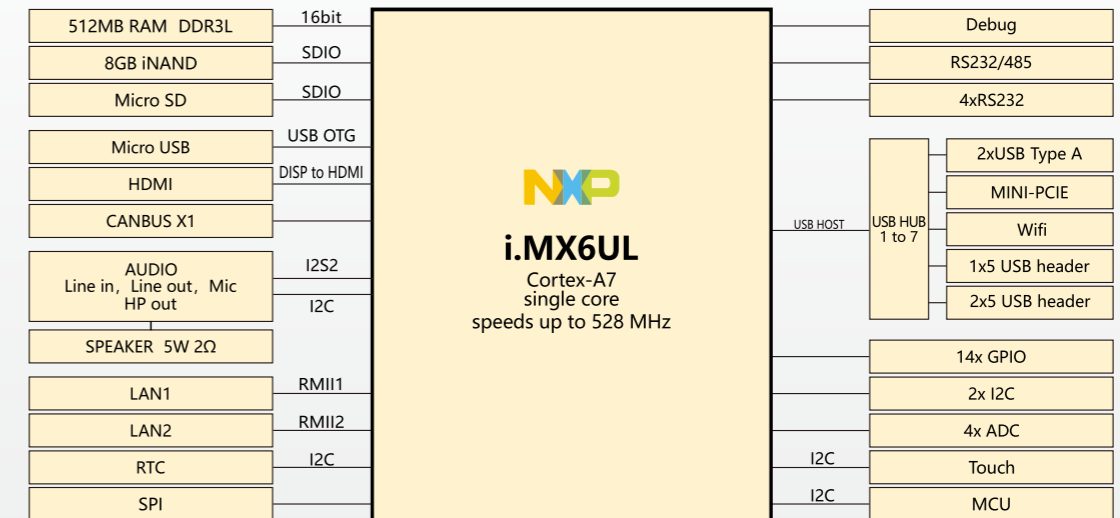 512MB RAM  DDR3L
16bit
8GB iNAND
SDIO
Micro SD
SDIO
Micro USB
USB OTG
HDMI
DISP to HDMI
CANBUS X1
AUDIO
Line in,  Line out,  Mic
HP out
I2S2
I2C
SPEAKER  5W 2Ω
LAN1
RMII1
LAN2
RMII2
RTC
I2C
SPI
NXP
i.MX6UL
Cortex-A7
single core
speeds up to 528 MHz
Debug
RS232/485
4xRS232
USB HOST
USB HUB
1 to 7
2xUSB Type A
MINI-PCIE
Wifi
1x5 USB header
2x5 USB header
14x GPIO
2x I2C
4x ADC
I2C
Touch
I2C
MCU